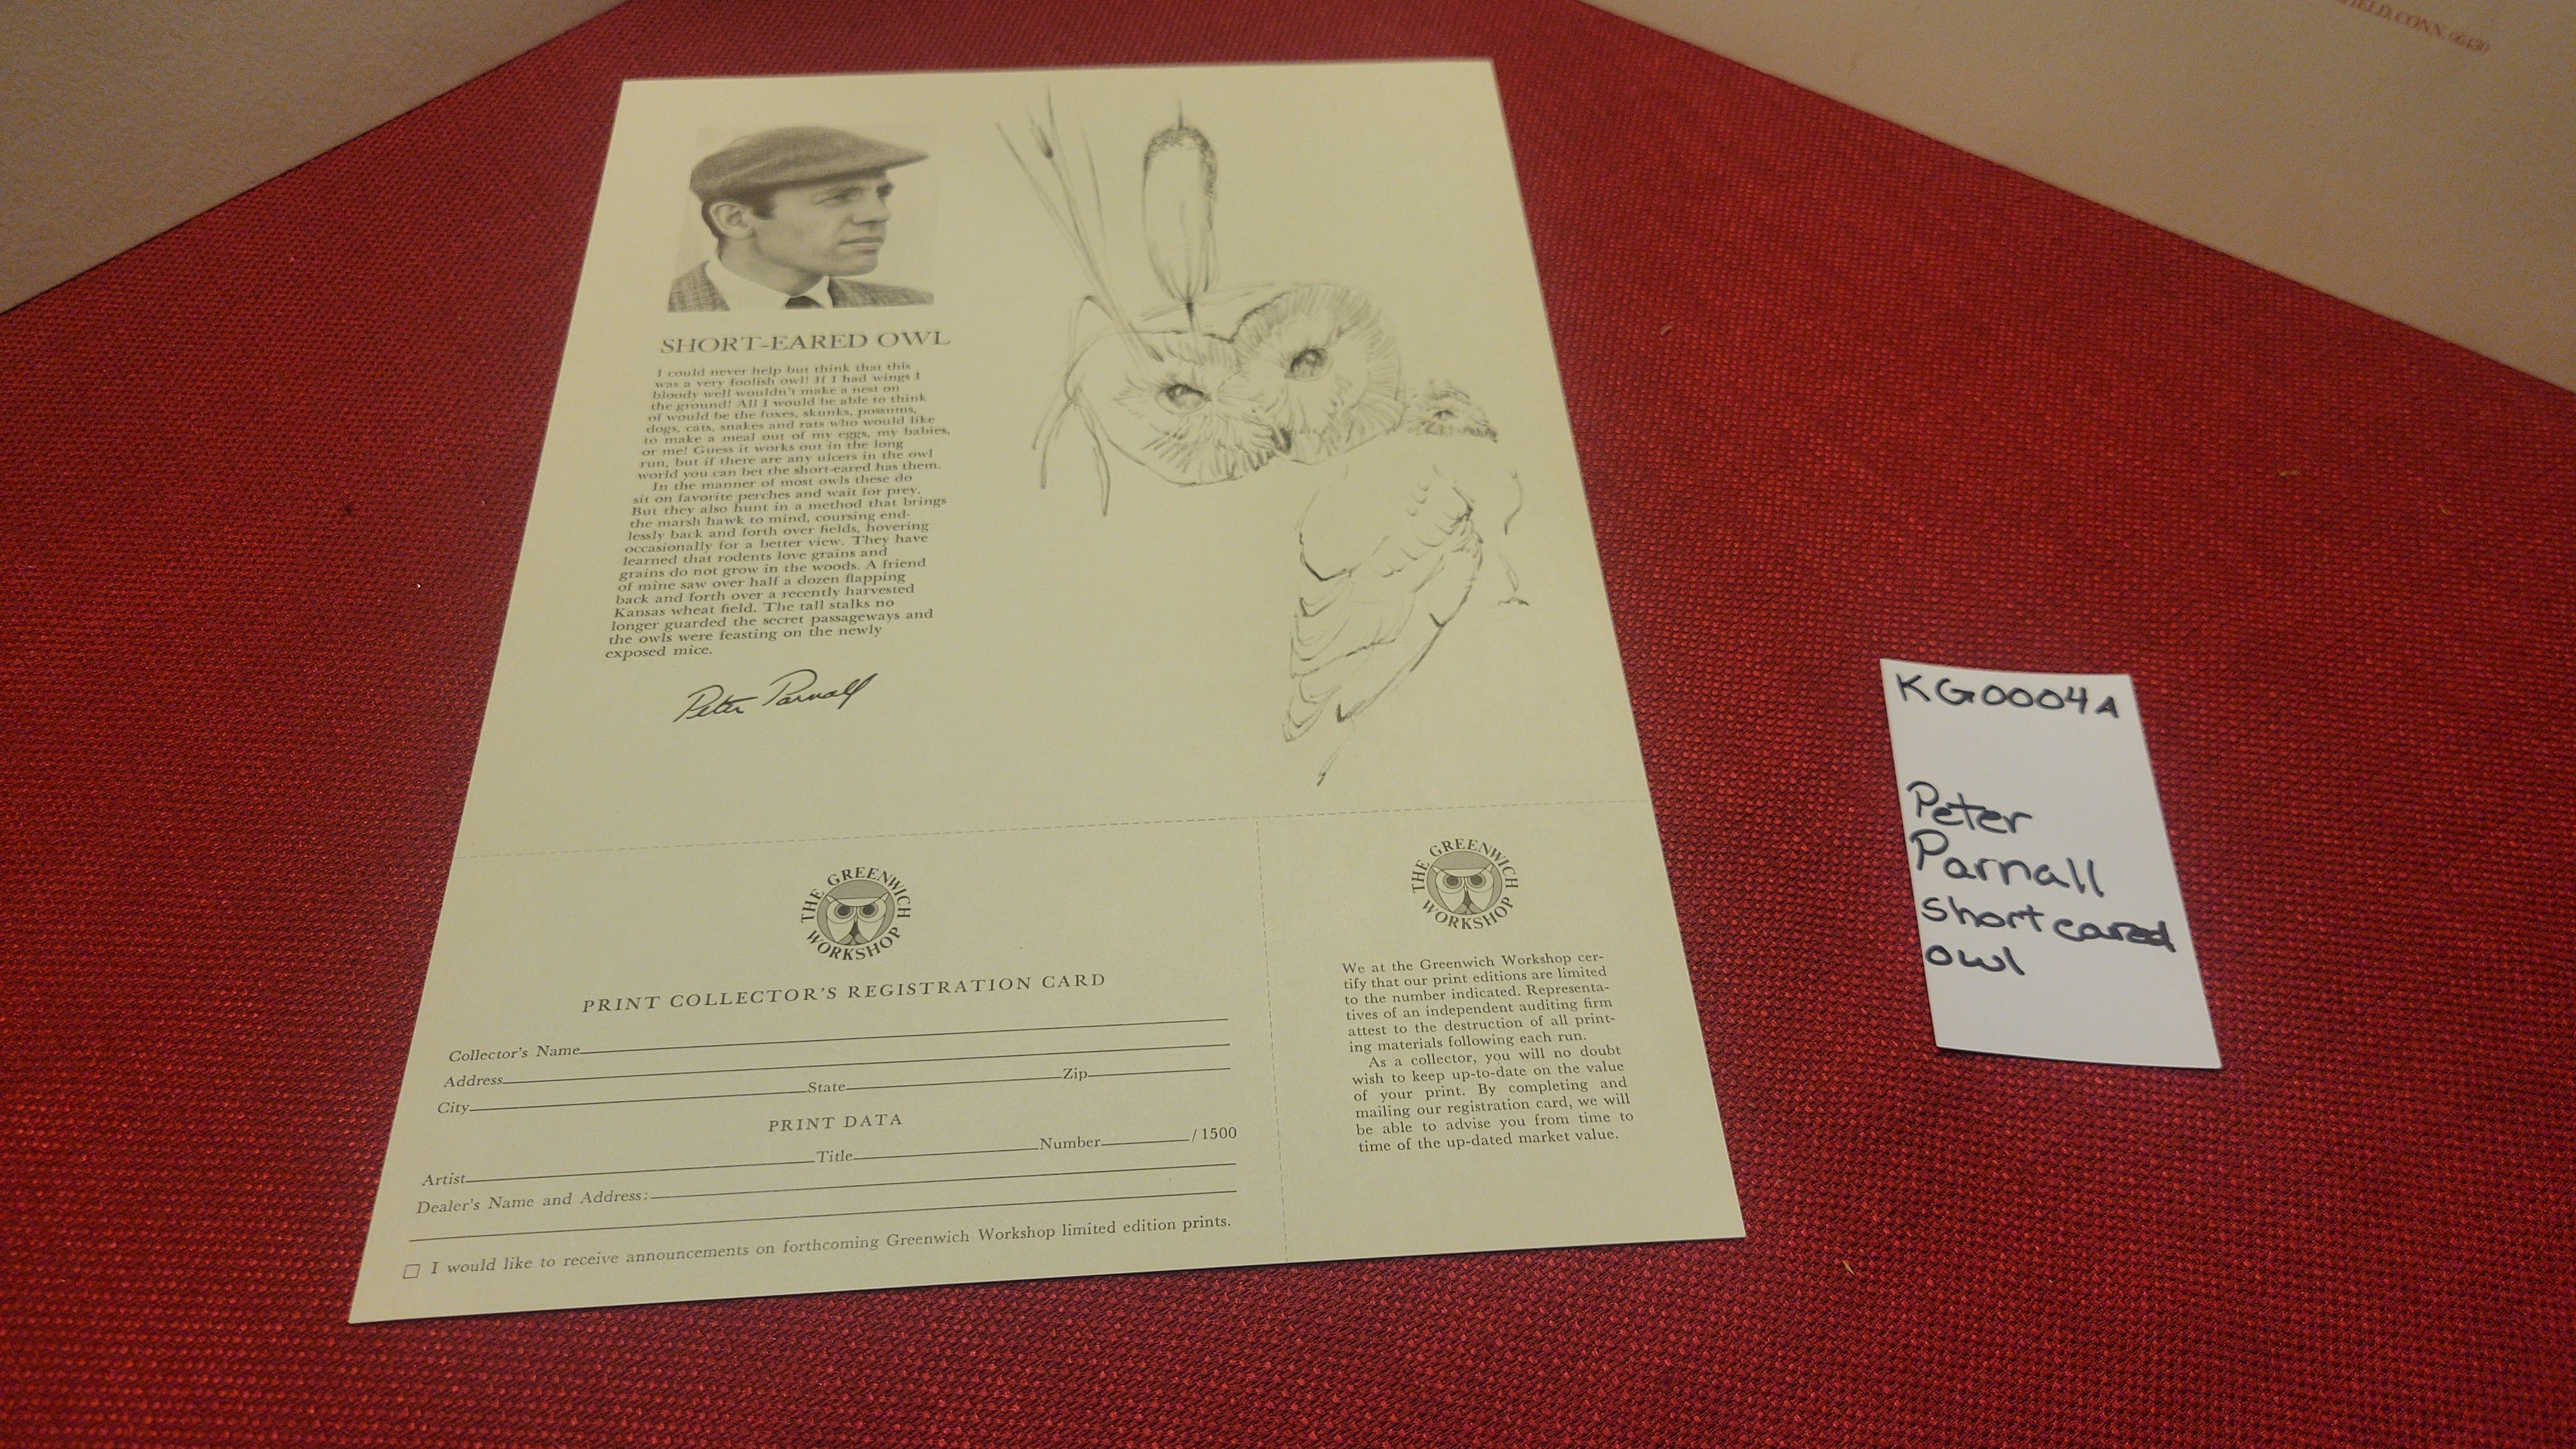 FIELD, CONN. 06430
SHORT-EARED OWL
I could never help but think that this
was a very foolish owl! If I had wings I
bloody well wouldn't make a nest on
the ground! All I would be able to think
of would be the foxes, skunks, possums,
dogs, cats, snakes and rats who would like
to make a meal out of my eggs, my babies,
or me! Guess it works out in the long
run, but if there are any ulcers in the owl
world you can bet the short-eared has them.
In the manner of most owls these do
sit on favorite perches and wait for prey.
But they also hunt in a method that brings
the marsh hawk to mind, coursing end-
lessly back and forth over fields, hovering
occasionally for a better view. They have
learned that rodents love grains and
grains do not grow in the woods. A friend
of mine saw over half a dozen flapping
back and forth over a recently harvested
Kansas wheat field. The tall stalks no
longer guarded the secret passageways and
the owls were feasting on the newly
exposed mice.
Peter Parnall
THE GREENWICH WORKSHOP
PRINT COLLECTOR'S REGISTRATION CARD
Collector's Name
Address
City State Zip
PRINT DATA
Artist Title Number / 1500
Dealer's Name and Address:
I would like to receive announcements on forthcoming Greenwich Workshop limited edition prints.
THE GREENWICH WORKSHOP
We at the Greenwich Workshop cer-
tify that our print editions are limited
to the number indicated. Representa-
tives of an independent auditing firm
attest to the destruction of all print-
ing materials following each run.
As a collector, you will no doubt
wish to keep up-to-date on the value
of your print. By completing and
mailing our registration card, we will
be able to advise you from time to
time of the up-dated market value.
KG0004A
Peter
Parnall
short eared
owl